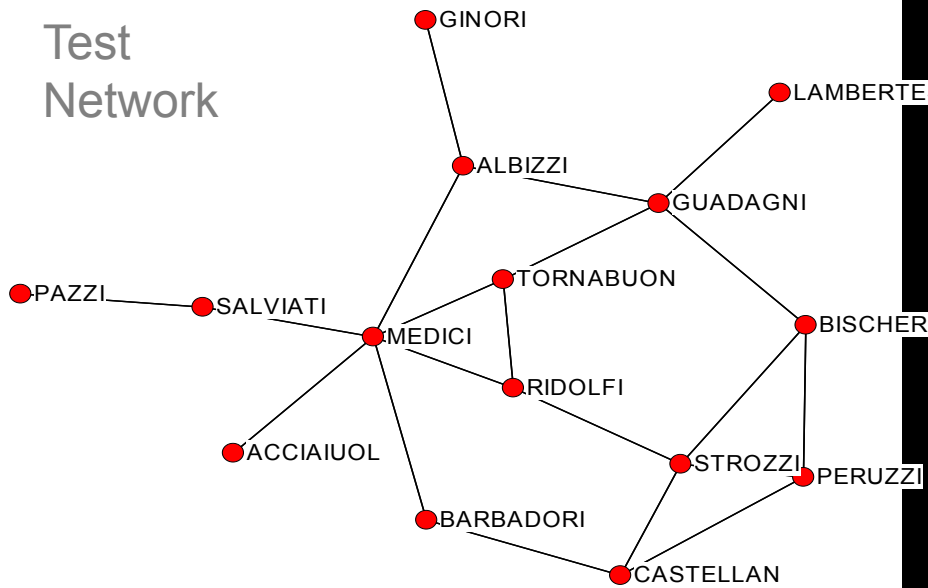 Test
Network
GINORI
LAMBERTE
ALBIZZI
GUADAGNI
TORNABUON
PAZZI
SALVIATI
BISCHER
MEDICI
RIDOLFI
ACCIAIUOL
STROZZI
PERUZZI
BARBADORI
CASTELLAN